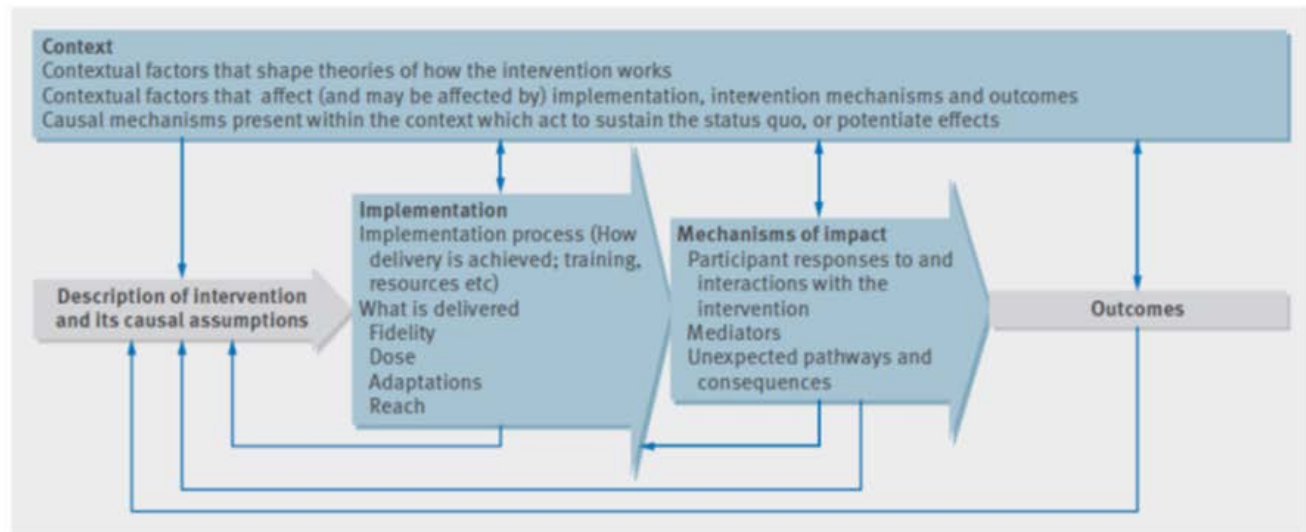 Context
Contextual factors that shape theories of how the intervention works
Contextual factors that affect (and may be affected by) implementation, intervention mechanisms and outcomes
Causal mechanisms present within the context which act to sustain the status quo, or potentiate effects
Description of intervention
and its causal assumptions
Implementation
Implementation process (How
delivery is achieved; training,
resources etc)
What is delivered
Fidelity
Dose
Adaptations
Reach
Mechanisms of impact
Participant responses to and
interactions with the
intervention
Mediators
Unexpected pathways and
consequences
Outcomes